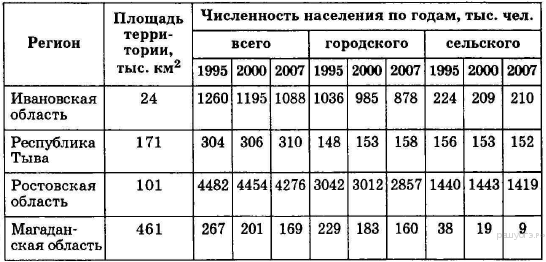 Регион
Площадь
терри-
тории,
тыс. км²
Численность населения по годам, тыс. чел.
всего городского сельского
1995 2000 2007 1995 2000 2007 1995 2000 2007
Ивановская
область
24 1260 1195 1088 1036 985 878 224 209 210
Республика
Тыва
171 304 306 310 148 153 158 156 153 152
Ростовская
область
101 4482 4454 4276 3042 3012 2857 1440 1443 1419
Магадан-
ская область
461 267 201 169 229 183 160 38 19 9